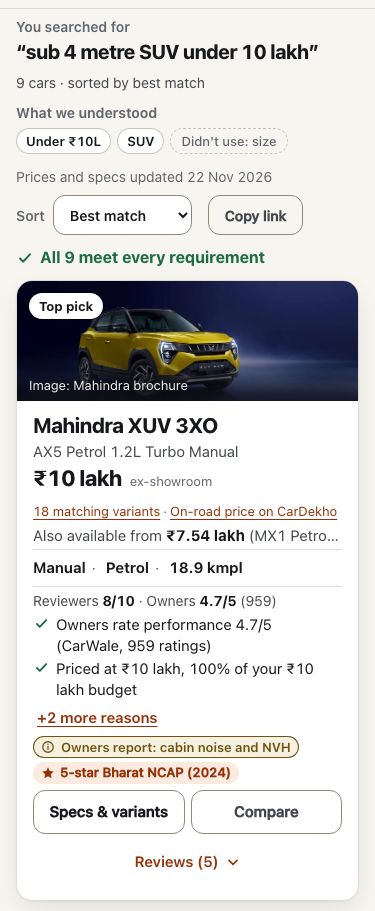 You searched for
“sub 4 metre SUV under 10 lakh”
9 cars · sorted by best match
What we understood
Under ₹10L SUV Didn't use: size
Prices and specs updated 22 Nov 2026
Sort Best match Copy link
All 9 meet every requirement
Top pick
Image: Mahindra brochure
Mahindra XUV 3XO
AX5 Petrol 1.2L Turbo Manual
₹10 lakh ex-showroom
18 matching variants · On-road price on CarDekho
Also available from ₹7.54 lakh (MX1 Petro...
Manual · Petrol · 18.9 kmpl
Reviewers 8/10 · Owners 4.7/5 (959)
Owners rate performance 4.7/5
(CarWale, 959 ratings)
Priced at ₹10 lakh, 100% of your ₹10
lakh budget
+2 more reasons
Owners report: cabin noise and NVH
5-star Bharat NCAP (2024)
Specs & variants Compare
Reviews (5)